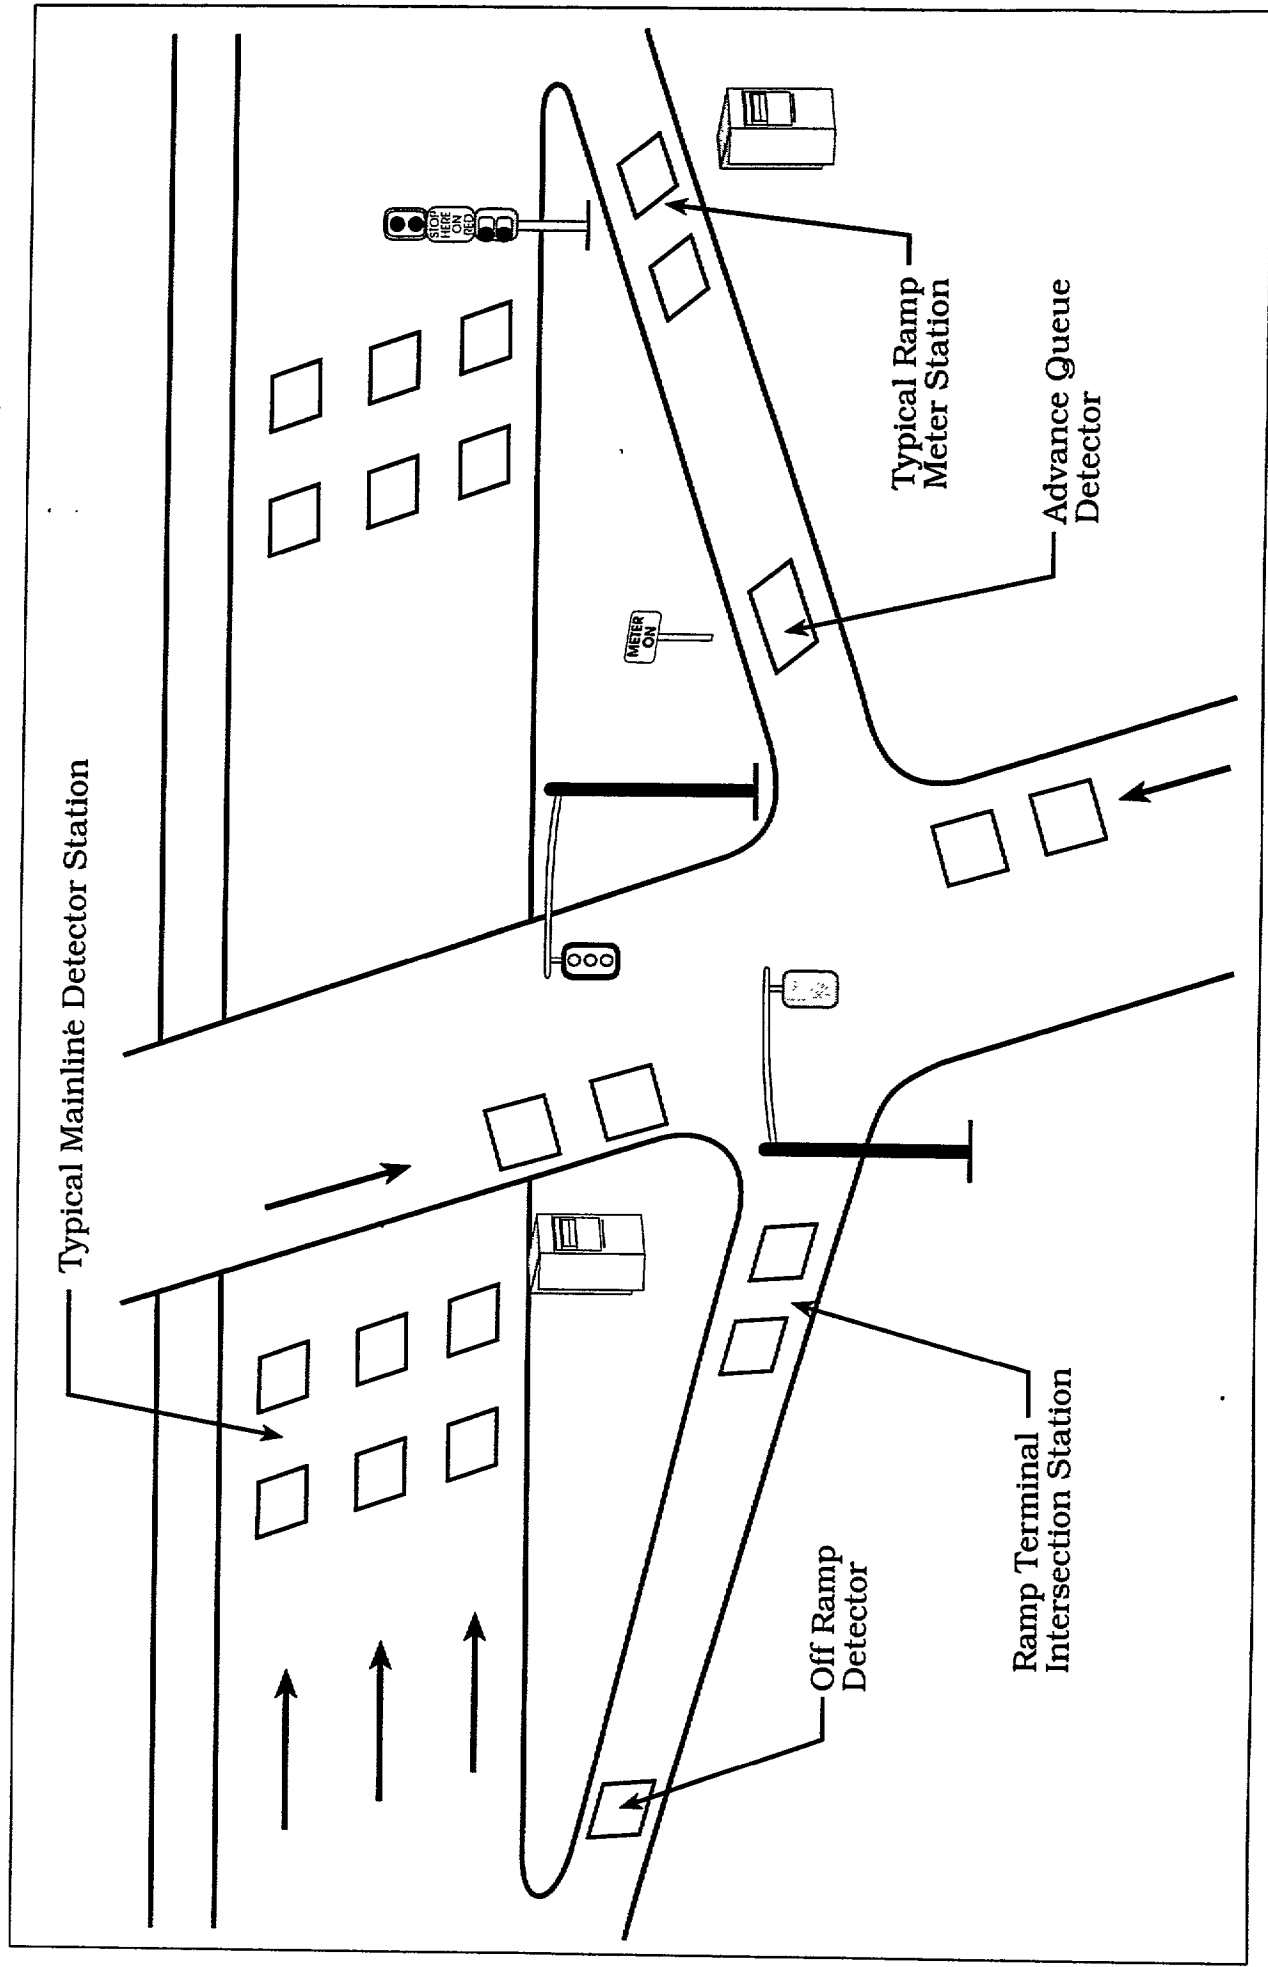 Typical Mainline Detector Station
STOP
HERE
ON
RED
METER
ON
Typical Ramp
Meter Station
Advance Queue
Detector
Off Ramp
Detector
Ramp Terminal
Intersection Station